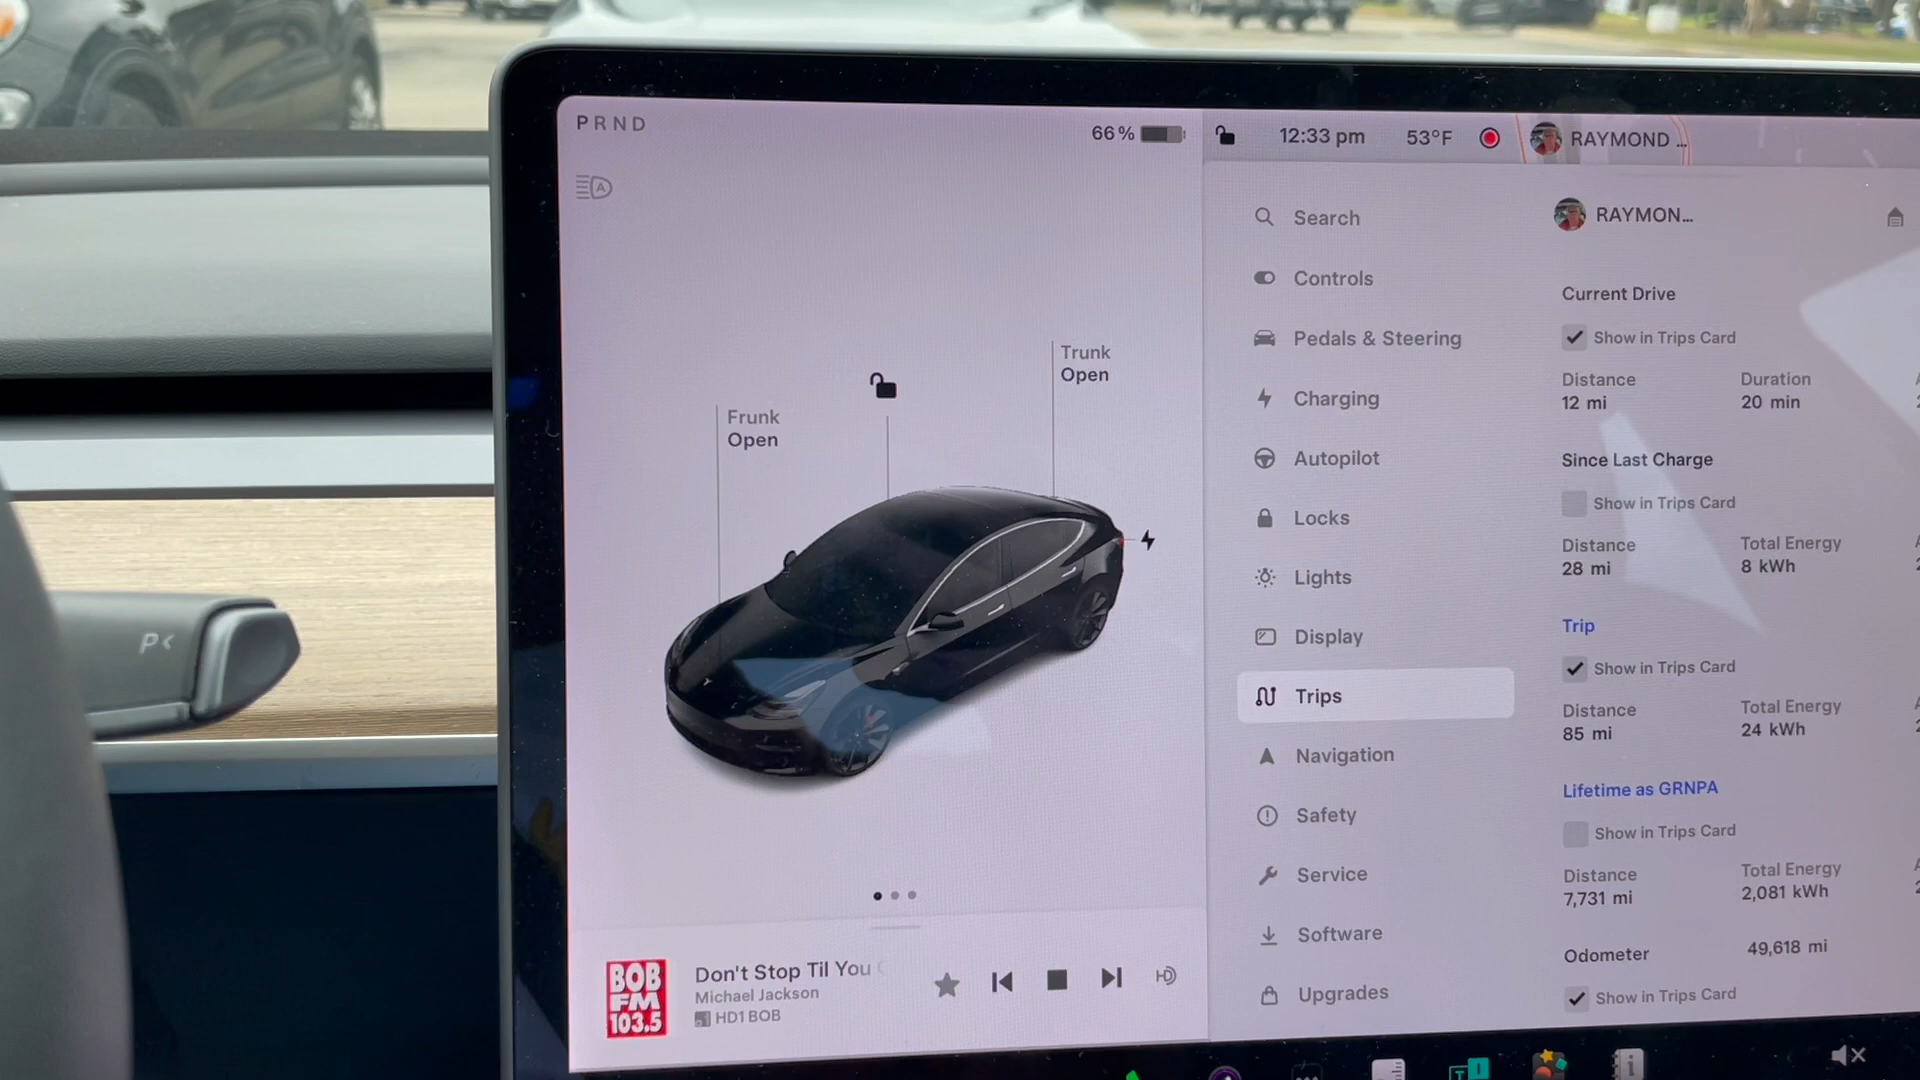 PRND
66%
12:33 pm
53°F
RAYMOND ...
A
Frunk
Open
Trunk
Open
P<
BOB
FM
103.5
Don't Stop Til You
Michael Jackson
HD1 BOB
HD
Search
Controls
Pedals & Steering
Charging
Autopilot
Locks
Lights
Display
Trips
Navigation
Safety
Service
Software
Upgrades
RAYMON...
Current Drive
Show in Trips Card
Distance Duration
12 mi 20 min
Since Last Charge
Show in Trips Card
Distance Total Energy
28 mi 8 kWh
Trip
Show in Trips Card
Distance Total Energy
85 mi 24 kWh
Lifetime as GRNPA
Show in Trips Card
Distance Total Energy
7,731 mi 2,081 kWh
Odometer 49,618 mi
Show in Trips Card